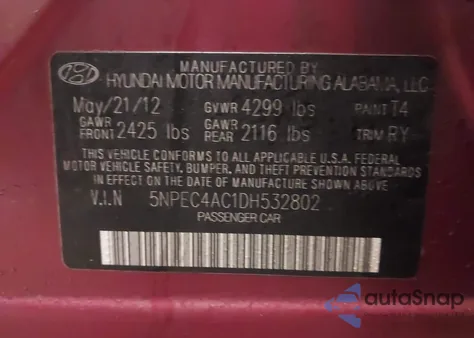 MANUFACTURED BY
HYUNDAI MOTOR MANUFACTURING ALABAMA, LLC
May/21/12 GVWR 4299 lbs PAINT T4
GAWR FRONT 2425 lbs GAWR REAR 2116 lbs TRIM RY
THIS VEHICLE CONFORMS TO ALL APPLICABLE U.S.A. FEDERAL
MOTOR VEHICLE SAFETY, BUMPER, AND THEFT PREVENTION STANDARDS
IN EFFECT ON THE DATE OF MANUFACTURE SHOWN ABOVE.
V.I.N 5NPEC4AC1DH532802
PASSENGER CAR
autoSnap